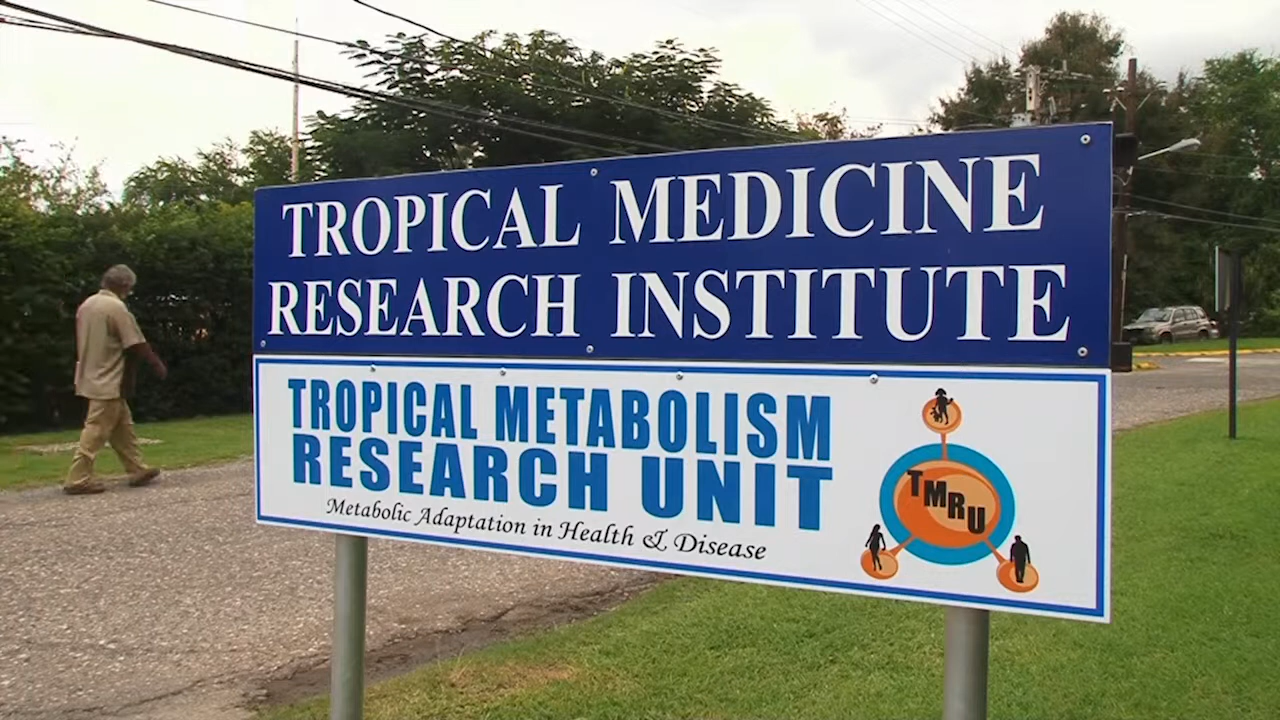 TROPICAL MEDICINE
RESEARCH INSTITUTE
TROPICAL METABOLISM
RESEARCH UNIT
Metabolic Adaptation in Health & Disease
TMRU